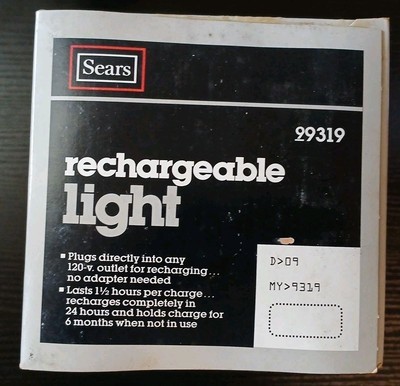 Sears
29319
rechargeable
light
▪ Plugs directly into any
120-v. outlet for recharging...
no adapter needed
▪ Lasts 1½ hours per charge...
recharges completely in
24 hours and holds charge for
6 months when not in use
D>09
MY>9319